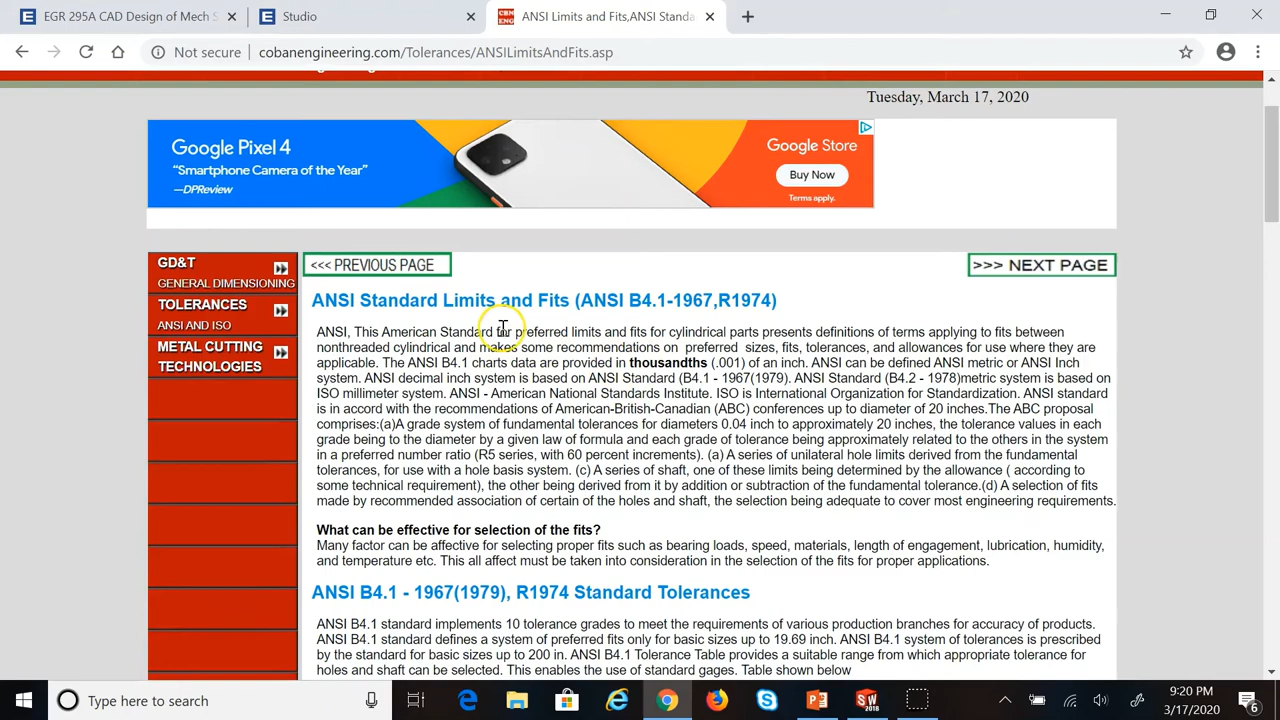 EGR 295A CAD Design of Mech S
Studio
ANSI Limits and Fits,ANSI Standa
Not secure
cobanengineering.com/Tolerances/ANSILimitsAndFits.asp
Tuesday, March 17, 2020
Google Pixel 4
“Smartphone Camera of the Year”
—DPReview
Google Store
Buy Now
Terms apply.
GD&T
GENERAL DIMENSIONING
TOLERANCES
ANSI AND ISO
METAL CUTTING
TECHNOLOGIES
<<< PREVIOUS PAGE
>>> NEXT PAGE
ANSI Standard Limits and Fits (ANSI B4.1-1967,R1974)
ANSI, This American Standard for preferred limits and fits for cylindrical parts presents definitions of terms applying to fits between
nonthreaded cylindrical and makes some recommendations on preferred sizes, fits, tolerances, and allowances for use where they are
applicable. The ANSI B4.1 charts data are provided in thousandths (.001) of an inch. ANSI can be defined ANSI metric or ANSI Inch
system. ANSI decimal inch system is based on ANSI Standard (B4.1 - 1967(1979). ANSI Standard (B4.2 - 1978)metric system is based on
ISO millimeter system. ANSI - American National Standards Institute. ISO is International Organization for Standardization. ANSI standard
is in accord with the recommendations of American-British-Canadian (ABC) conferences up to diameter of 20 inches.The ABC proposal
comprises:(a)A grade system of fundamental tolerances for diameters 0.04 inch to approximately 20 inches, the tolerance values in each
grade being to the diameter by a given law of formula and each grade of tolerance being approximately related to the others in the system
in a preferred number ratio (R5 series, with 60 percent increments). (a) A series of unilateral hole limits derived from the fundamental
tolerances, for use with a hole basis system. (c) A series of shaft, one of these limits being determined by the allowance ( according to
some technical requirement), the other being derived from it by addition or subtraction of the fundamental tolerance.(d) A selection of fits
made by recommended association of certain of the holes and shaft, the selection being adequate to cover most engineering requirements.
What can be effective for selection of the fits?
Many factor can be affective for selecting proper fits such as bearing loads, speed, materials, length of engagement, lubrication, humidity,
and temperature etc. This all affect must be taken into consideration in the selection of the fits for proper applications.
ANSI B4.1 - 1967(1979), R1974 Standard Tolerances
ANSI B4.1 standard implements 10 tolerance grades to meet the requirements of various production branches for accuracy of products.
ANSI B4.1 standard defines a system of preferred fits only for basic sizes up to 19.69 inch. ANSI B4.1 system of tolerances is prescribed
by the standard for basic sizes up to 200 in. ANSI B4.1 Tolerance Table provides a suitable range from which appropriate tolerance for
holes and shaft can be selected. This enables the use of standard gages. Table shown below
Type here to search
9:20 PM
3/17/2020